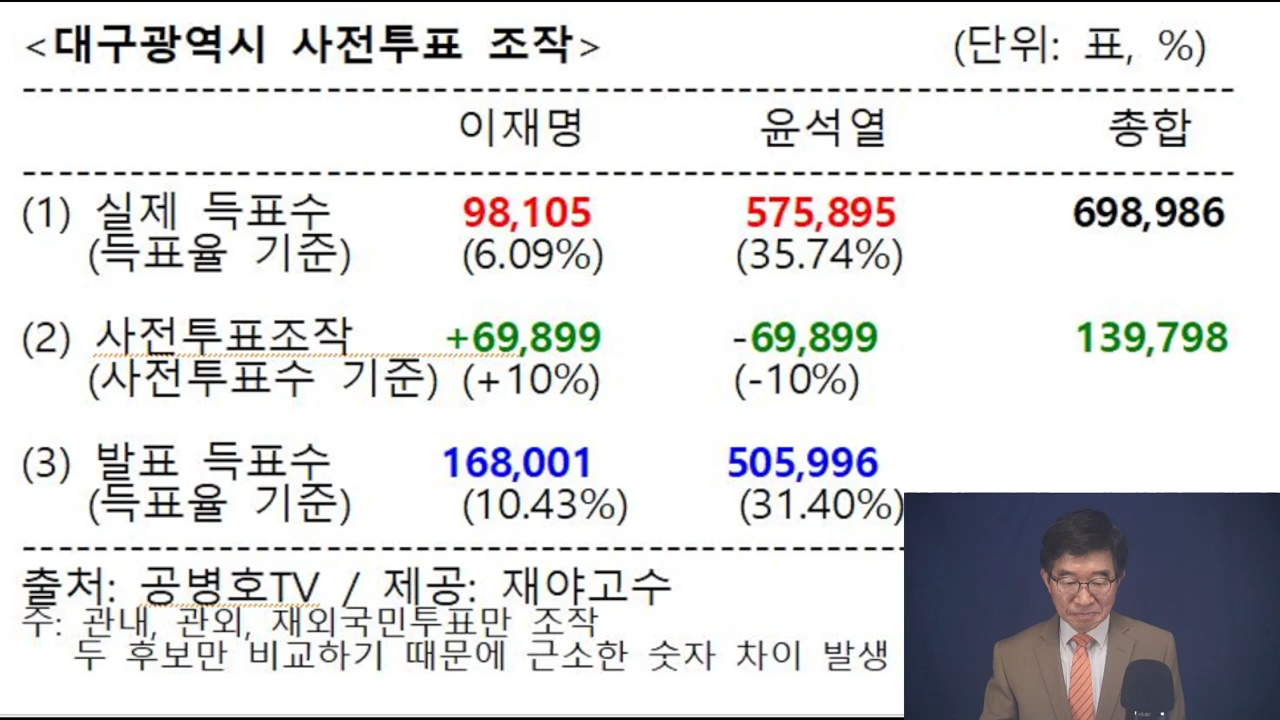 <대구광역시 사전투표 조작> (단위: 표, %)
이재명 윤석열 총합
(1) 실제 득표수 98,105 575,895 698,986
(득표율 기준) (6.09%) (35.74%)
(2) 사전투표조작 +69,899 -69,899 139,798
(사전투표수 기준) (+10%) (-10%)
(3) 발표 득표수 168,001 505,996
(득표율 기준) (10.43%) (31.40%)
출처: 공병호TV / 제공: 재야고수
주: 관내, 관외, 재외국민투표만 조작
두 후보만 비교하기 때문에 근소한 숫자 차이 발생